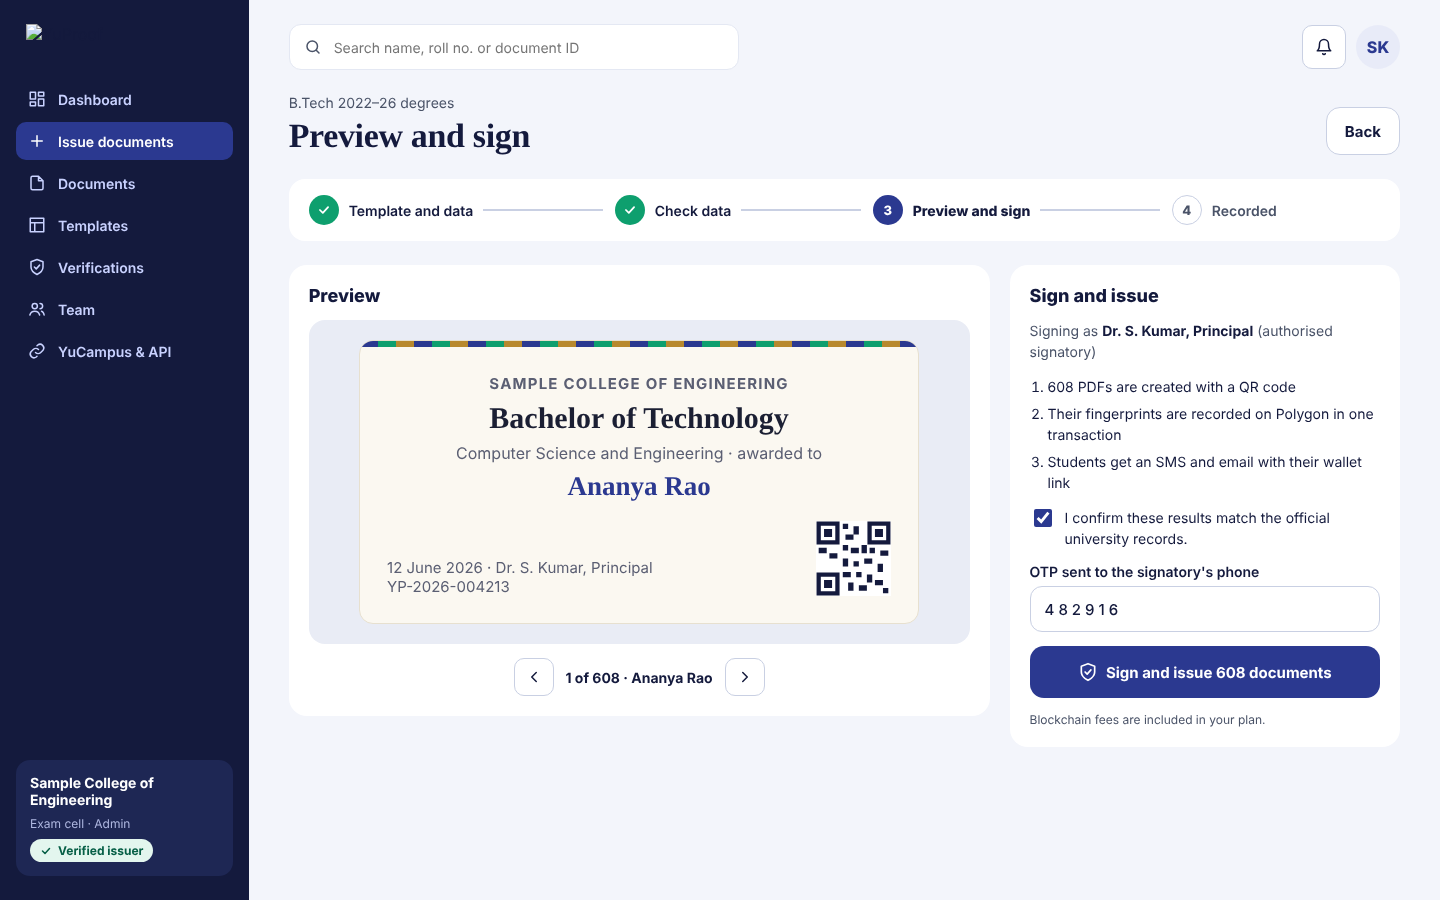 Search name, roll no. or document ID
SK
Dashboard
Issue documents
Documents
Templates
Verifications
Team
YuCampus & API
Sample College of
Engineering
Exam cell · Admin
Verified issuer
B.Tech 2022–26 degrees
Preview and sign
Back
Template and data
Check data
3 Preview and sign
4 Recorded
Preview
SAMPLE COLLEGE OF ENGINEERING
Bachelor of Technology
Computer Science and Engineering · awarded to
Ananya Rao
12 June 2026 · Dr. S. Kumar, Principal
YP-2026-004213
1 of 608 · Ananya Rao
Sign and issue
Signing as Dr. S. Kumar, Principal (authorised
signatory)
1. 608 PDFs are created with a QR code
2. Their fingerprints are recorded on Polygon in one
transaction
3. Students get an SMS and email with their wallet
link
I confirm these results match the official
university records.
OTP sent to the signatory's phone
4 8 2 9 1 6
Sign and issue 608 documents
Blockchain fees are included in your plan.